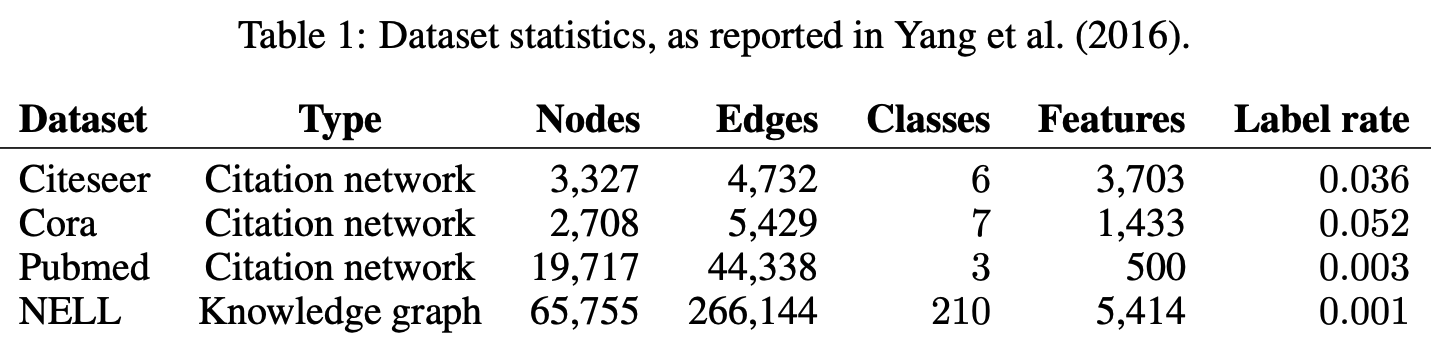 Table 1: Dataset statistics, as reported in Yang et al. (2016).
Dataset Type Nodes Edges Classes Features Label rate
Citeseer Citation network 3,327 4,732 6 3,703 0.036
Cora Citation network 2,708 5,429 7 1,433 0.052
Pubmed Citation network 19,717 44,338 3 500 0.003
NELL Knowledge graph 65,755 266,144 210 5,414 0.001